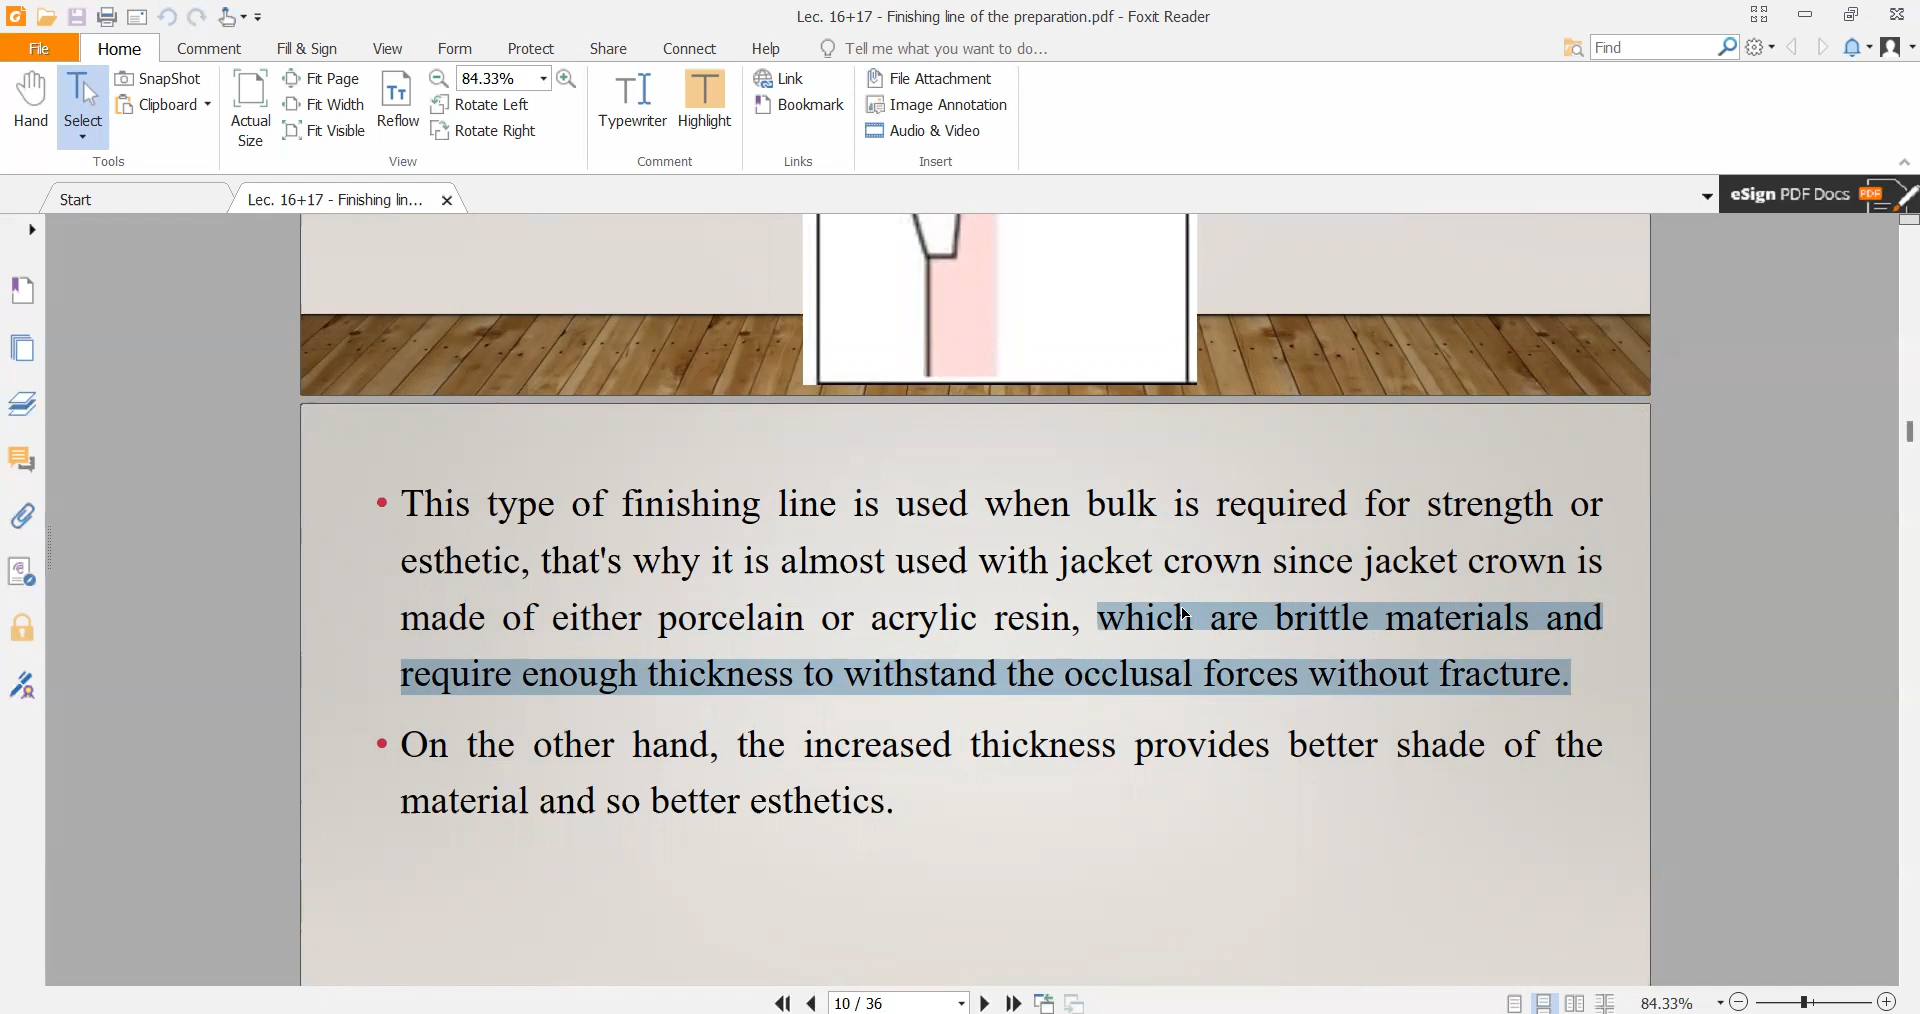 Lec. 16+17 - Finishing line of the preparation.pdf - Foxit Reader
File Home Comment Fill & Sign View Form Protect Share Connect Help Tell me what you want to do... Find
Hand
Select
SnapShot
Clipboard
Tools
Actual
Size
Fit Page
Fit Width
Fit Visible
Reflow
84.33%
Rotate Left
Rotate Right
View
Typewriter
Highlight
Comment
Link
Bookmark
Links
File Attachment
Image Annotation
Audio & Video
Insert
Start
Lec. 16+17 - Finishing lin...
eSign PDF Docs PDF
• This type of finishing line is used when bulk is required for strength or
esthetic, that's why it is almost used with jacket crown since jacket crown is
made of either porcelain or acrylic resin, which are brittle materials and
require enough thickness to withstand the occlusal forces without fracture.
• On the other hand, the increased thickness provides better shade of the
material and so better esthetics.
10 / 36
84.33%